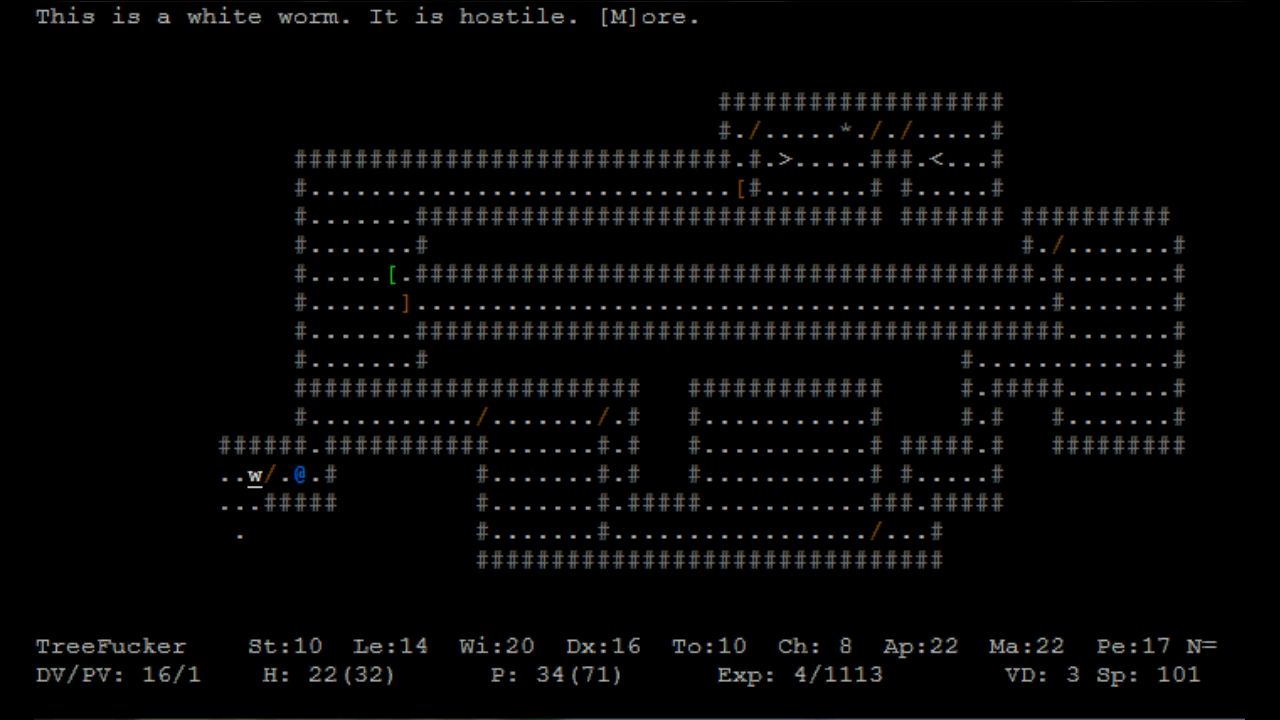 This is a white worm. It is hostile. [M]ore.
###################
#./.....*./././.....#
#############################.#.>.....###.<...#
#............................[#.......# #.....#
#.......############################### ####### ##########
#.......# #./.......#
#.....[.#########################################.#.......#
#......]...........................................#.......#
#.......###########################################.......#
#.......# #.............#
####################### ############# #.#####.......#
#.........../......./.# #...........# #.# #.......#
######.###########.......#.# #...........# #####.# #########
..w/.@.# #.......#.# #...........# #.....#
...##### #.......#.#####...........###.#####
. #.......#................./...#
###############################
TreeFucker St:10 Le:14 Wi:20 Dx:16 To:10 Ch: 8 Ap:22 Ma:22 Pe:17 N=
DV/PV: 16/1 H: 22(32) P: 34(71) Exp: 4/1113 VD: 3 Sp: 101